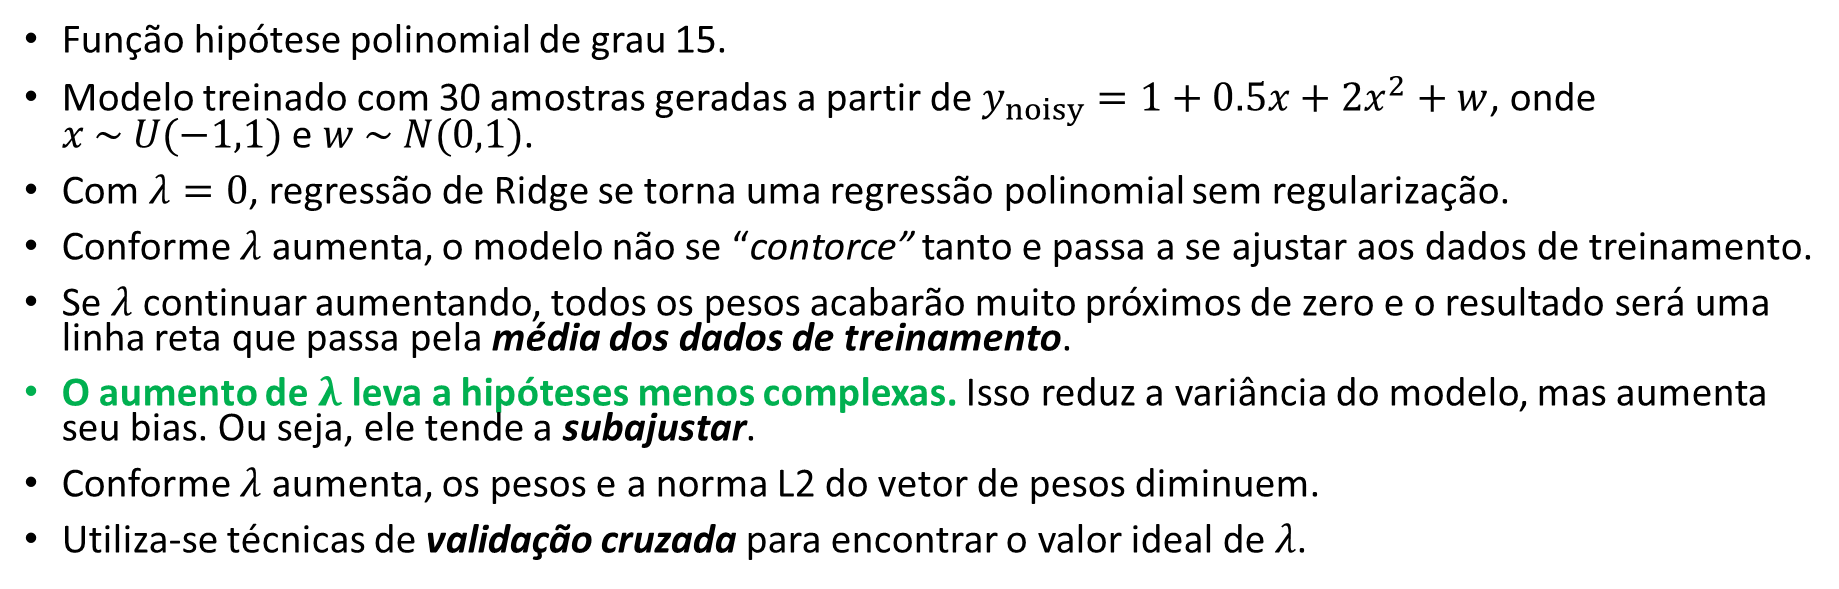 • Função hipótese polinomial de grau 15.
• Modelo treinado com 30 amostras geradas a partir de y_noisy = 1 + 0.5x + 2x² + w, onde
x ~ U(−1,1) e w ~ N(0,1).
• Com λ = 0, regressão de Ridge se torna uma regressão polinomial sem regularização.
• Conforme λ aumenta, o modelo não se “contorce” tanto e passa a se ajustar aos dados de treinamento.
• Se λ continuar aumentando, todos os pesos acabarão muito próximos de zero e o resultado será uma
linha reta que passa pela média dos dados de treinamento.
• O aumento de λ leva a hipóteses menos complexas. Isso reduz a variância do modelo, mas aumenta
seu bias. Ou seja, ele tende a subajustar.
• Conforme λ aumenta, os pesos e a norma L2 do vetor de pesos diminuem.
• Utiliza-se técnicas de validação cruzada para encontrar o valor ideal de λ.